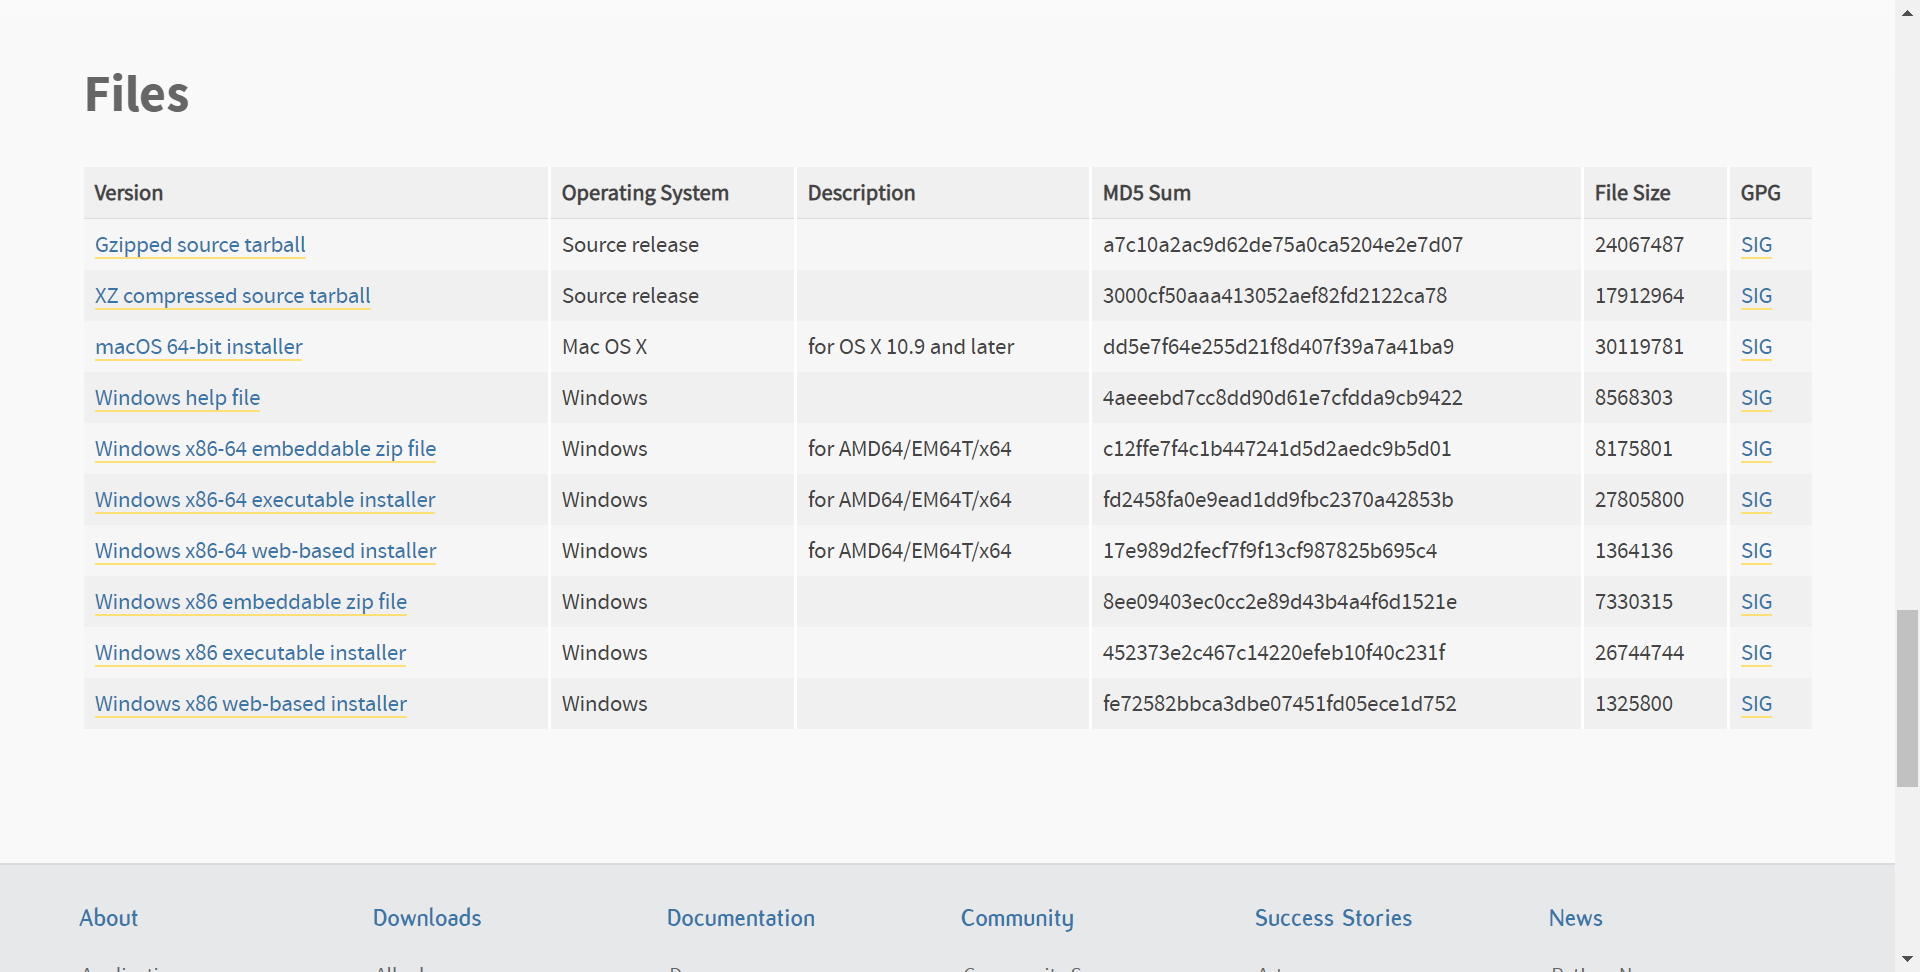 Files
Version Operating System Description MD5 Sum File Size GPG
Gzipped source tarball Source release a7c10a2ac9d62de75a0ca5204e2e7d07 24067487 SIG
XZ compressed source tarball Source release 3000cf50aaa413052aef82fd2122ca78 17912964 SIG
macOS 64-bit installer Mac OS X for OS X 10.9 and later dd5e7f64e255d21f8d407f39a7a41ba9 30119781 SIG
Windows help file Windows 4aeeebd7cc8dd90d61e7cfdda9cb9422 8568303 SIG
Windows x86-64 embeddable zip file Windows for AMD64/EM64T/x64 c12ffe7f4c1b447241d5d2aedc9b5d01 8175801 SIG
Windows x86-64 executable installer Windows for AMD64/EM64T/x64 fd2458fa0e9ead1dd9fbc2370a42853b 27805800 SIG
Windows x86-64 web-based installer Windows for AMD64/EM64T/x64 17e989d2fecf7f9f13cf987825b695c4 1364136 SIG
Windows x86 embeddable zip file Windows 8ee09403ec0cc2e89d43b4a4f6d1521e 7330315 SIG
Windows x86 executable installer Windows 452373e2c467c14220efeb10f40c231f 26744744 SIG
Windows x86 web-based installer Windows fe72582bbca3dbe07451fd05ece1d752 1325800 SIG
About Downloads Documentation Community Success Stories News